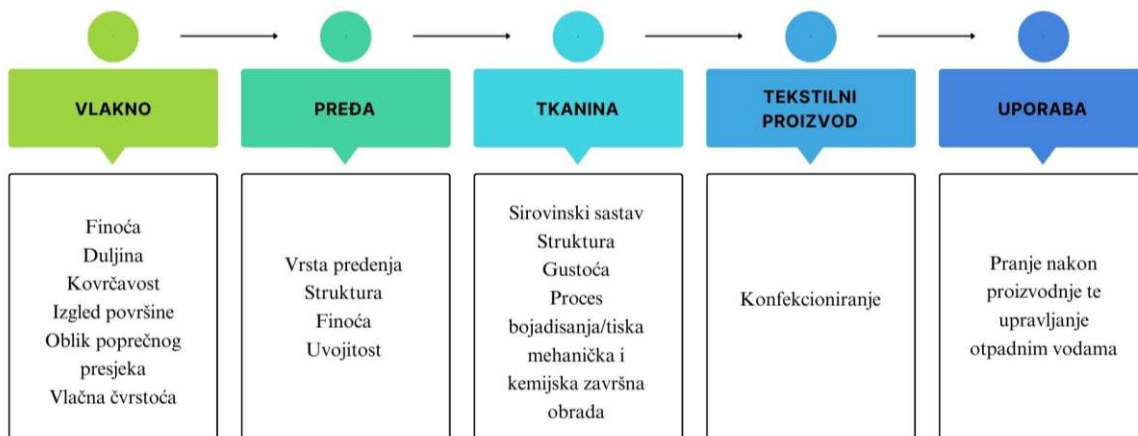 VLAKNO
PREĐA
TKANINA
TEKSTILNI
PROIZVOD
UPORABA
Finoća
Duljina
Kovrčavost
Izgled površine
Oblik poprečnog
presjeka
Vlačna čvrstoća
Vrsta predenja
Struktura
Finoća
Uvojitost
Sirovinski sastav
Struktura
Gustoća
Proces
bojadisanja/tiska
mehanička i
kemijska završna
obrada
Konfekcioniranje
Pranje nakon
proizvodnje te
upravljanje
otpadnim vodama